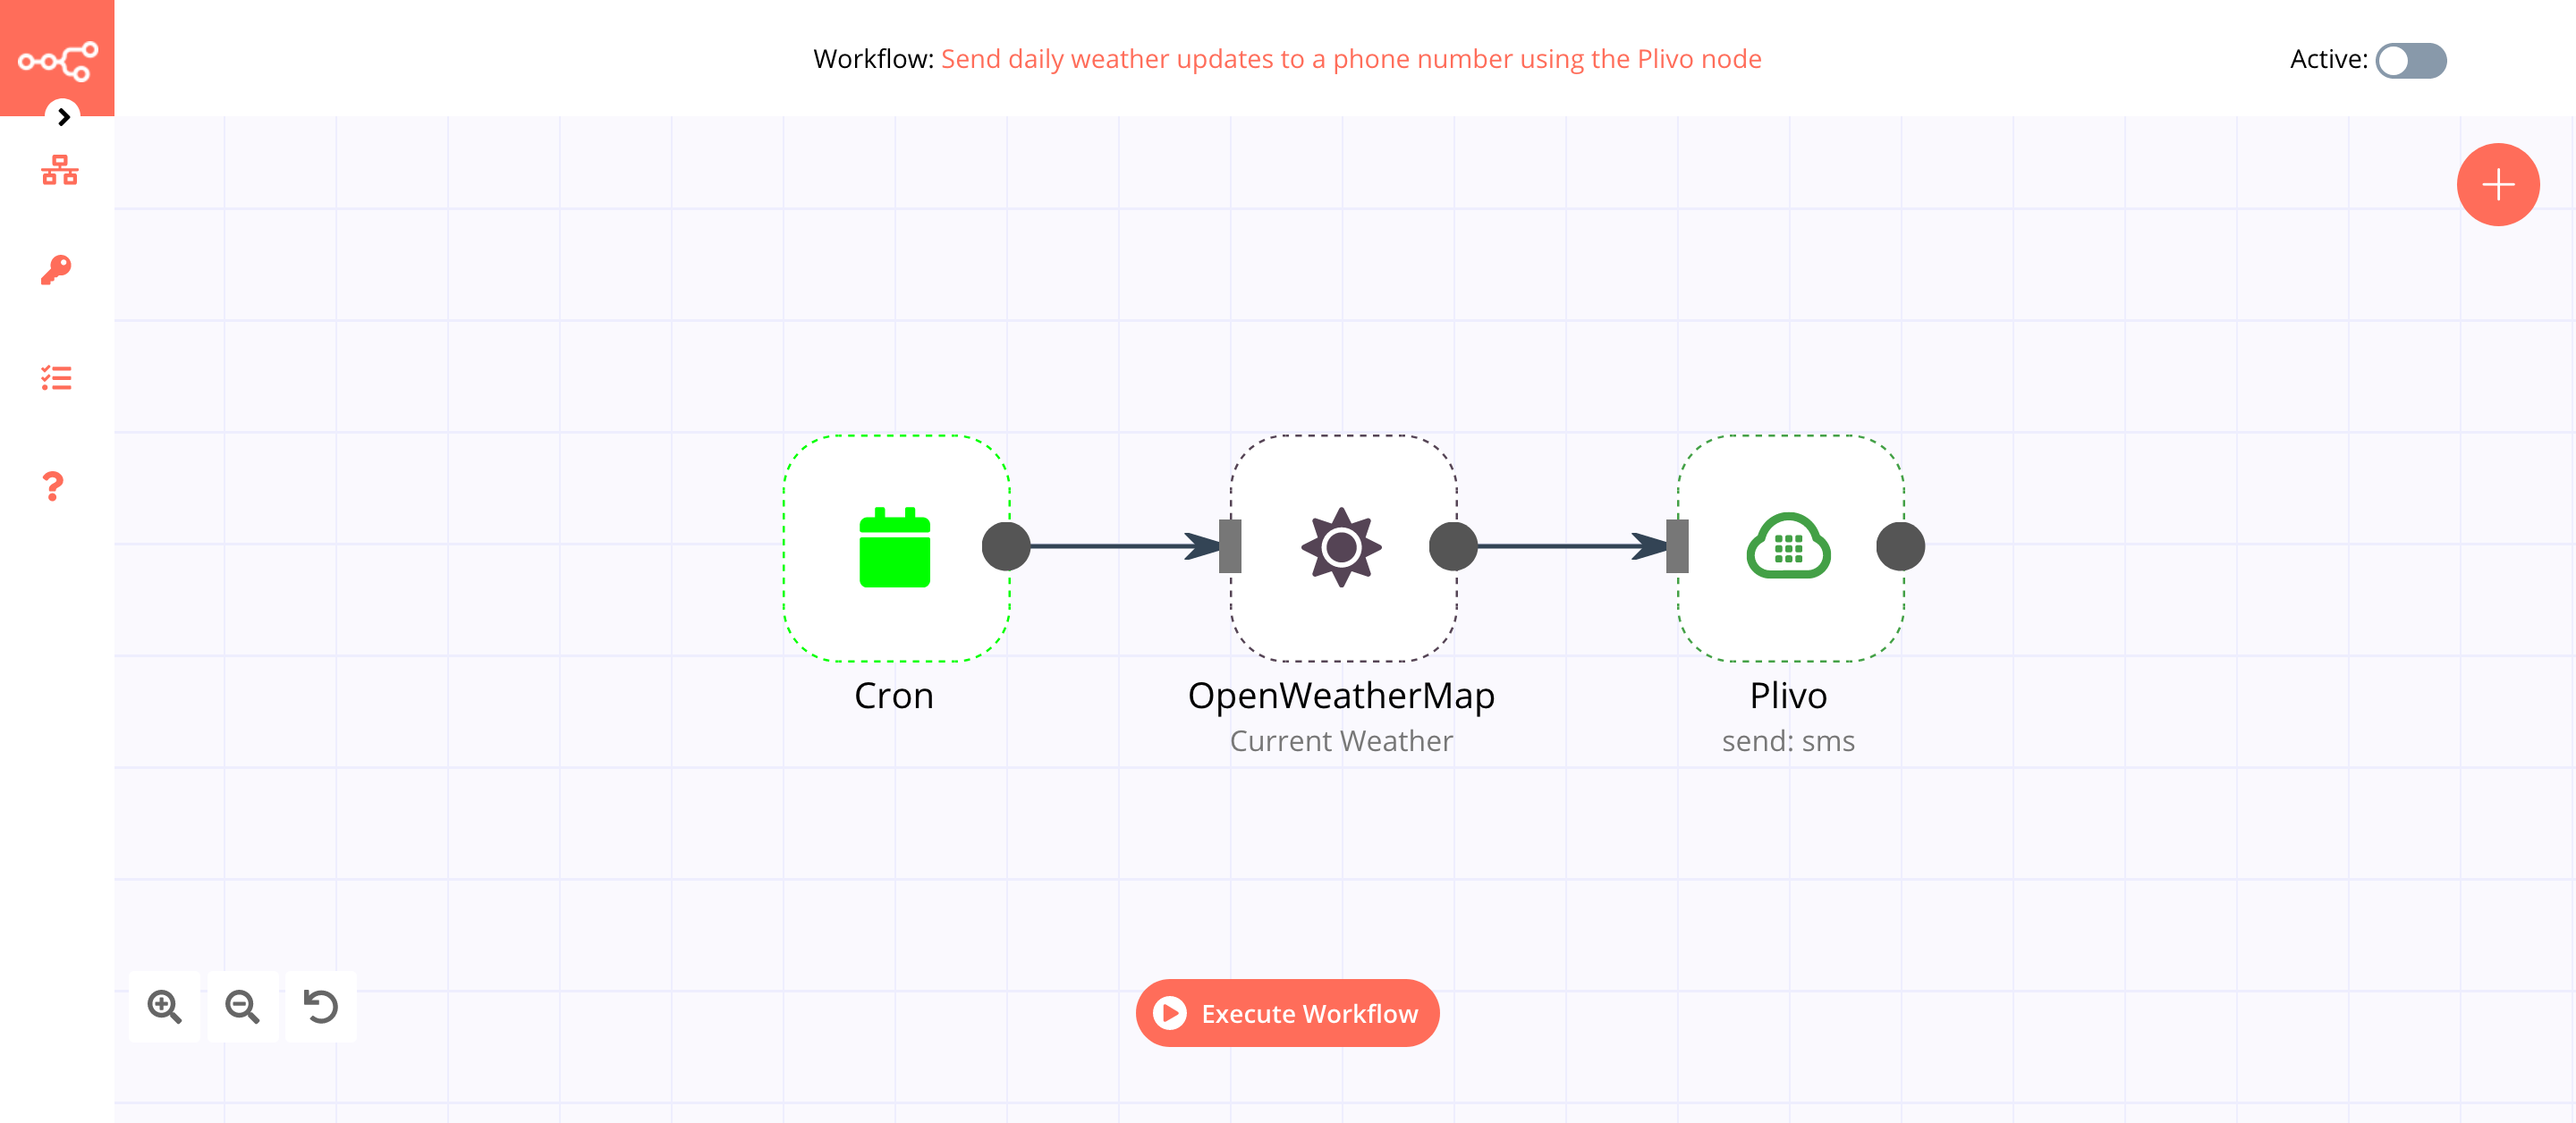 Workflow: Send daily weather updates to a phone number using the Plivo node
Active:
Cron
OpenWeatherMap
Current Weather
Plivo
send: sms
Execute Workflow